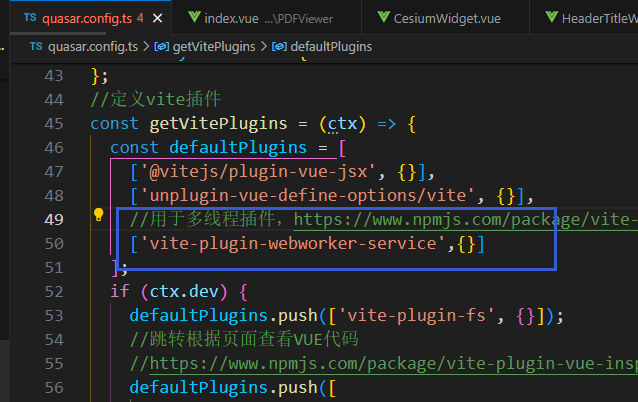 quasar.config.ts 4
index.vue ...\PDFViewer
CesiumWidget.vue
HeaderTitleW
quasar.config.ts > getVitePlugins > defaultPlugins
43 };
44 //定义vite插件
45 const getVitePlugins = (ctx) => {
46 const defaultPlugins = [
47 ['@vitejs/plugin-vue-jsx', {}],
48 ['unplugin-vue-define-options/vite', {}],
49 //用于多线程插件，https://www.npmjs.com/package/vite-
50 ['vite-plugin-webworker-service',{}]
51 ];
52 if (ctx.dev) {
53 defaultPlugins.push(['vite-plugin-fs', {}]);
54 //跳转根据页面查看VUE代码
55 //https://www.npmjs.com/package/vite-plugin-vue-insp
56 defaultPlugins.push([